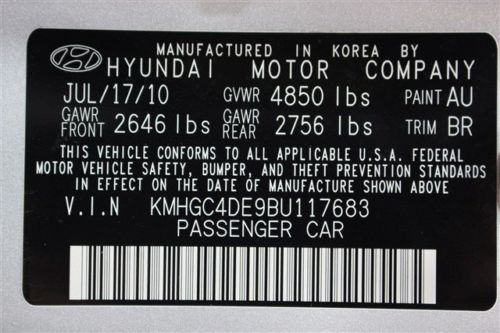 MANUFACTURED IN KOREA BY
HYUNDAI MOTOR COMPANY
JUL/17/10 GVWR 4850 lbs PAINT AU
GAWR FRONT 2646 lbs GAWR REAR 2756 lbs TRIM BR
THIS VEHICLE CONFORMS TO ALL APPLICABLE U.S.A. FEDERAL
MOTOR VEHICLE SAFETY, BUMPER, AND THEFT PREVENTION STANDARDS
IN EFFECT ON THE DATE OF MANUFACTURE SHOWN ABOVE
V.I.N KMHGC4DE9BU117683
PASSENGER CAR